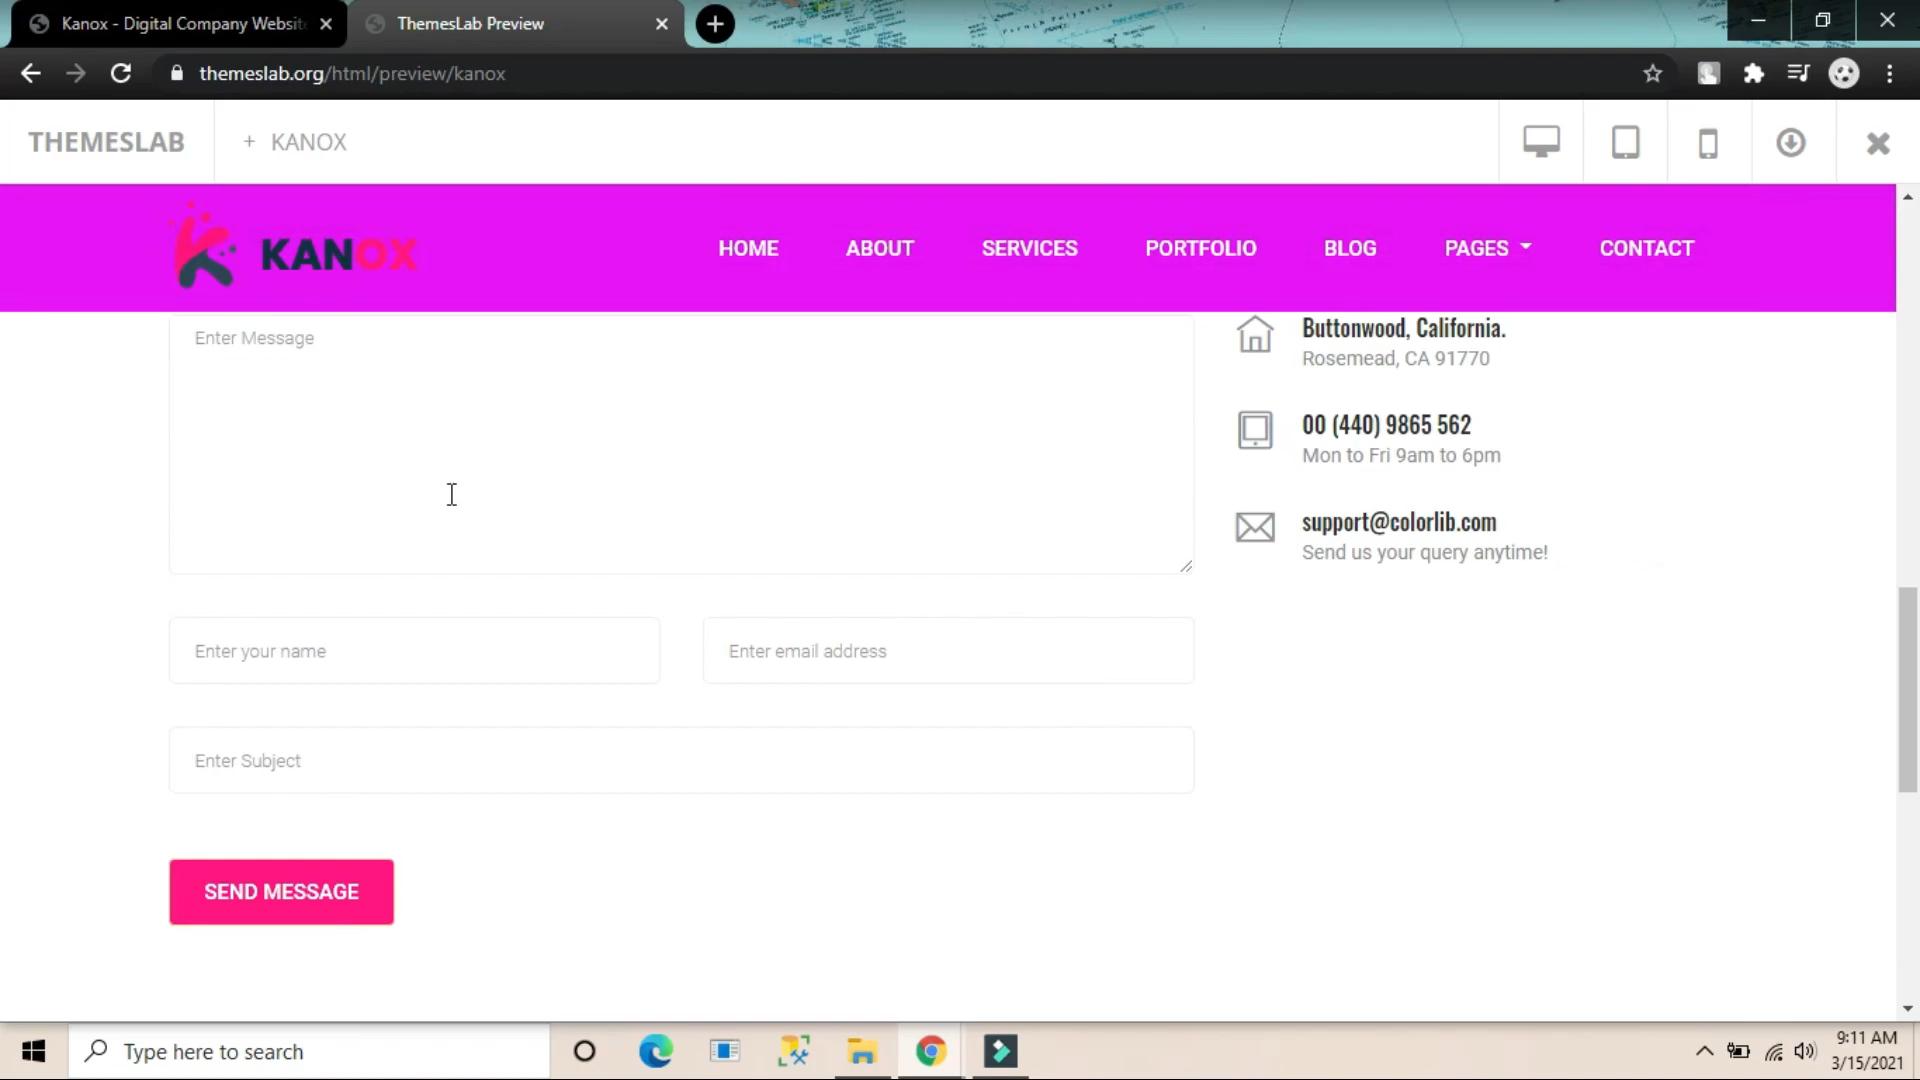 Kanox - Digital Company Websit
ThemesLab Preview
themeslab.org/html/preview/kanox
THEMESLAB
+ KANOX
KANOX
HOME
ABOUT
SERVICES
PORTFOLIO
BLOG
PAGES
CONTACT
Enter Message
Buttonwood, California.
Rosemead, CA 91770
00 (440) 9865 562
Mon to Fri 9am to 6pm
support@colorlib.com
Send us your query anytime!
Enter your name
Enter email address
Enter Subject
SEND MESSAGE
Type here to search
9:11 AM
3/15/2021